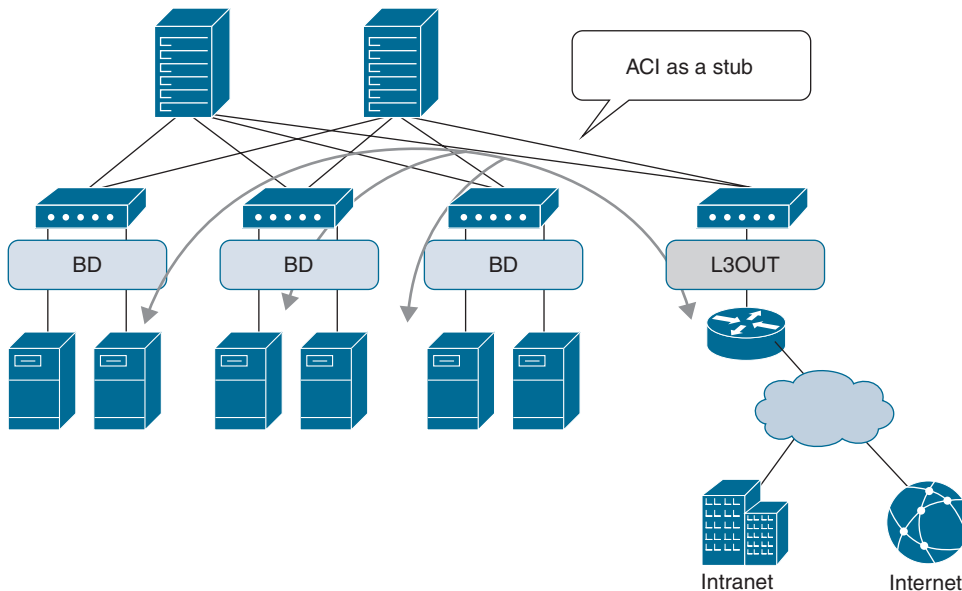 ACI as a stub
BD
BD
BD
L3OUT
Intranet
Internet